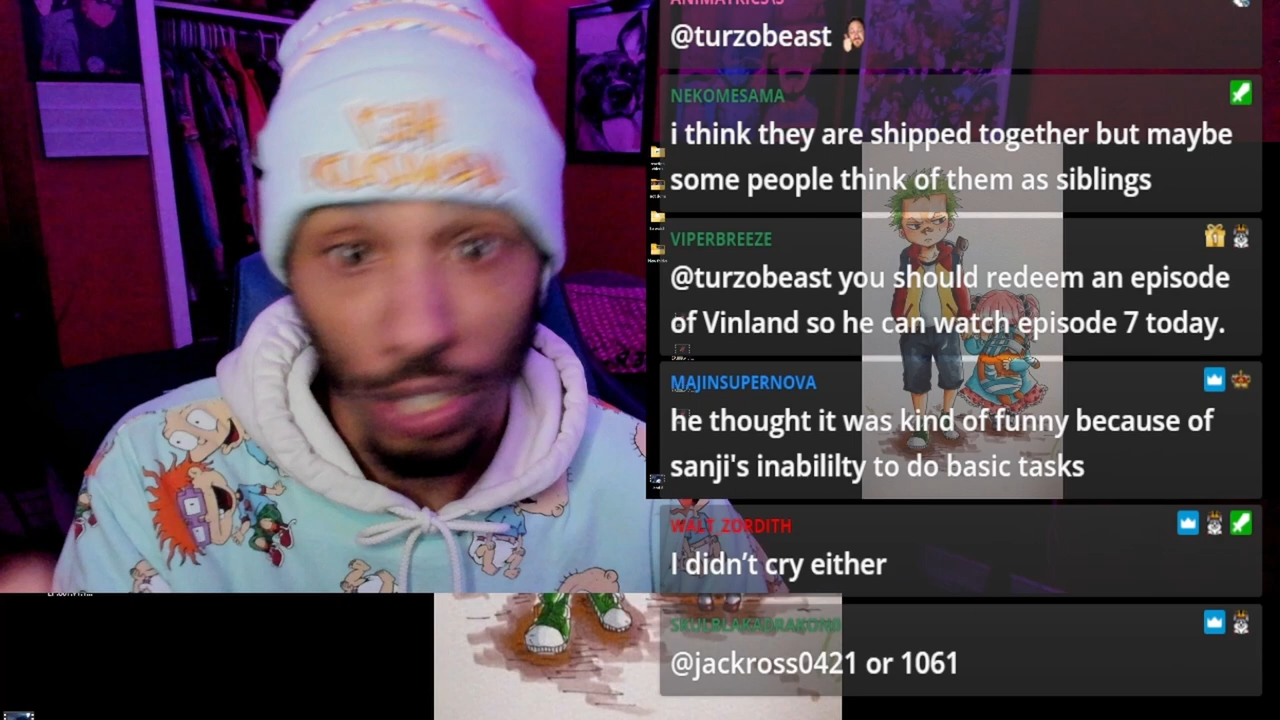 @turzobeast
NEKOMESAMA
i think they are shipped together but maybe
some people think of them as siblings
VIPERBREEZE
@turzobeast you should redeem an episode
of Vinland so he can watch episode 7 today.
MAJINSUPERNOVA
he thought it was kind of funny because of
sanji's inabililty to do basic tasks
WALT_ZORDITH
I didn’t cry either
@jackross0421 or 1061